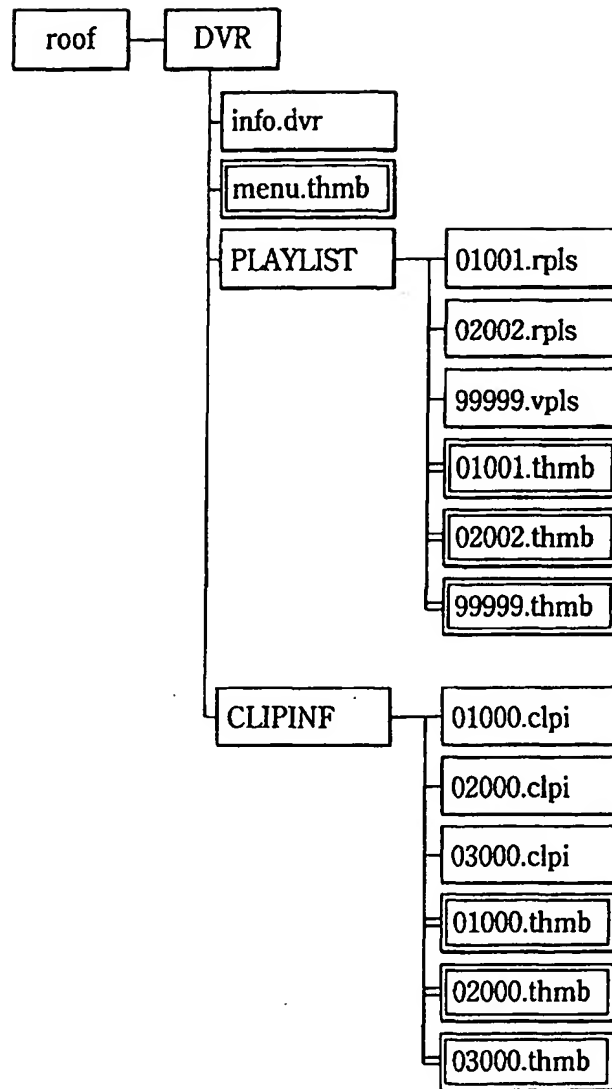 roof DVR
info.dvr
menu.thmb
PLAYLIST 01001.rpls
02002.rpls
99999.vpls
01001.thmb
02002.thmb
99999.thmb
CLIPINF 01000.clpi
02000.clpi
03000.clpi
01000.thmb
02000.thmb
03000.thmb